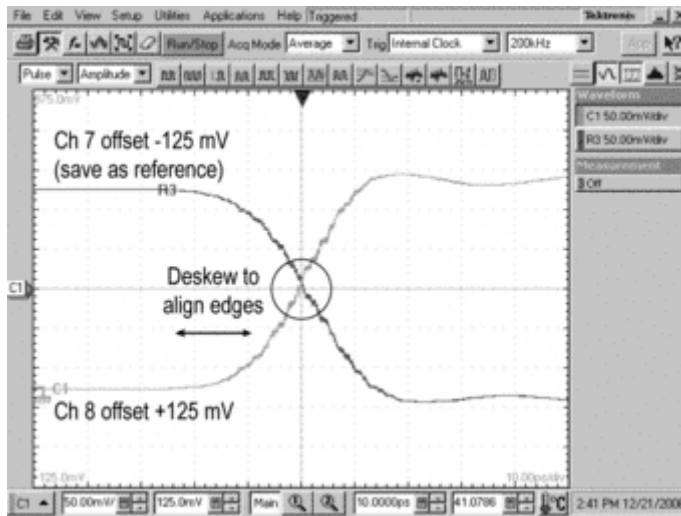 File Edit View Setup Utilities Applications Help Triggered Tektronix
Run/Stop Acq Mode Average Trig Internal Clock 200kHz App
Pulse Amplitude
Waveform
C1 50.00mV/div
R3 50.00mV/div
Measurement
Off
Ch 7 offset -125 mV
(save as reference)
R3
Deskew to
align edges
C1
C1
Ch 8 offset +125 mV
-125.0mV
10.00ps/div
C1 50.00mV/ 125.0mV Main 10.0000ps 41.0786 °C 2:41 PM 12/21/200